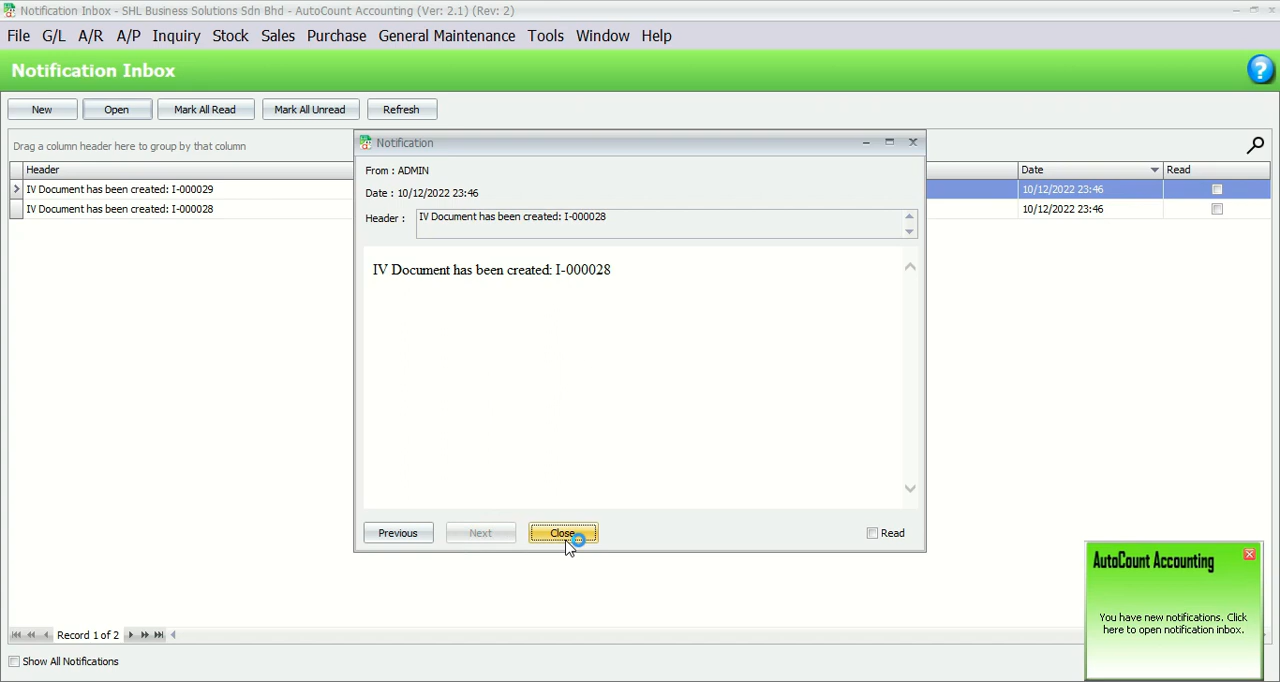 Notification Inbox - SHL Business Solutions Sdn Bhd - AutoCount Accounting (Ver: 2.1) (Rev: 2)
File G/L A/R A/P Inquiry Stock Sales Purchase General Maintenance Tools Window Help
Notification Inbox
?
New Open Mark All Read Mark All Unread Refresh
Drag a column header here to group by that column
Header Date Read
IV Document has been created: I-000029 10/12/2022 23:46
IV Document has been created: I-000028 10/12/2022 23:46
Notification
From : ADMIN
Date : 10/12/2022 23:46
Header : IV Document has been created: I-000028
IV Document has been created: I-000028
Previous Next Close Read
AutoCount Accounting
You have new notifications. Click
here to open notification inbox.
Record 1 of 2
Show All Notifications